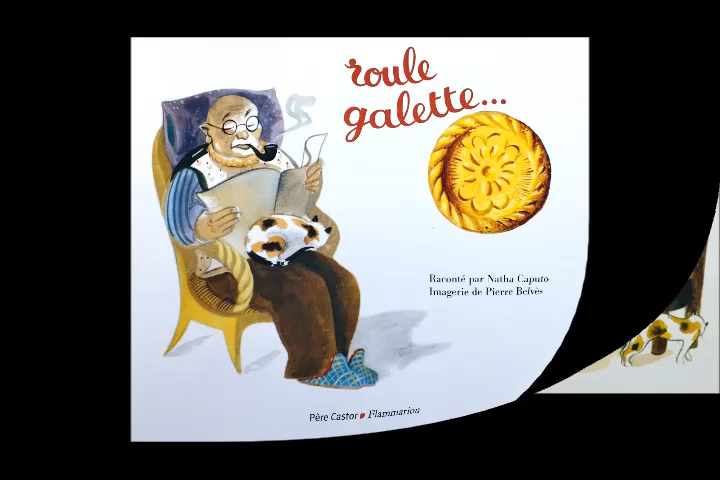 roule
galette...
Raconté par Natha Caputo
Imagerie de Pierre Belvès
Père Castor Flammarion